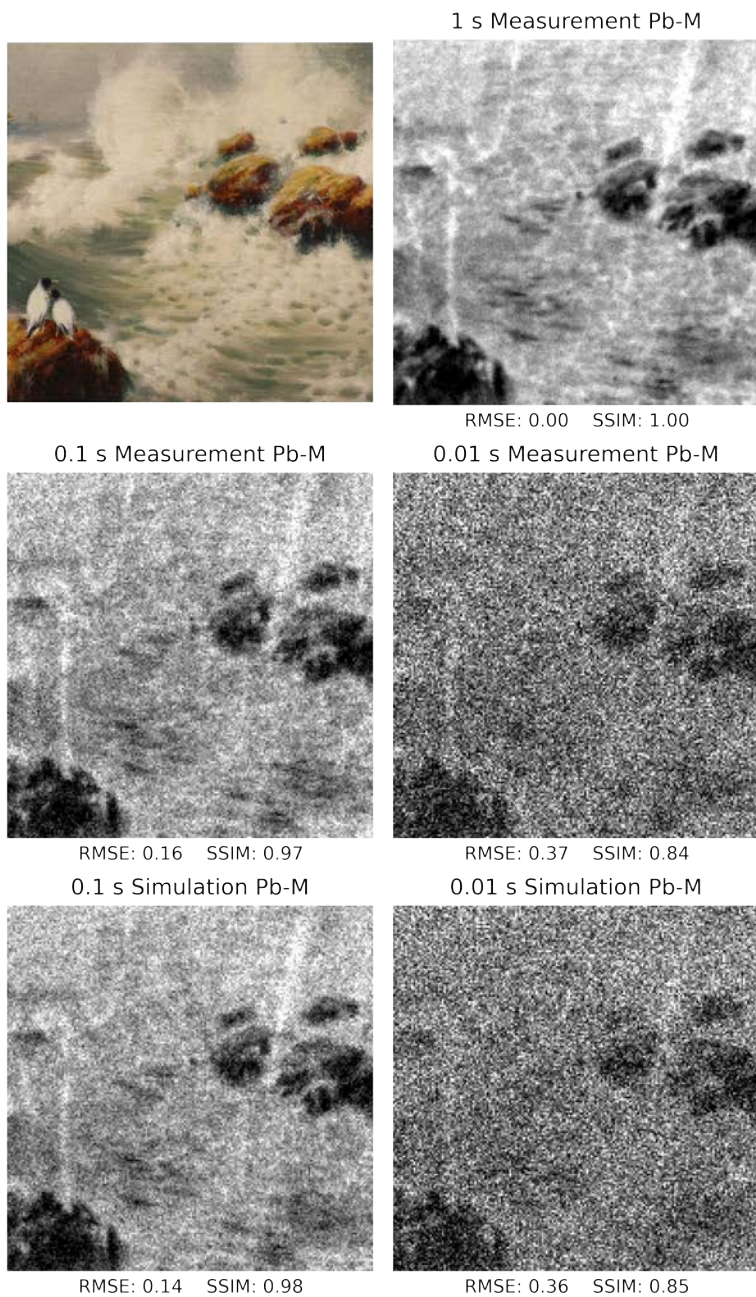 1 s Measurement Pb-M
RMSE: 0.00 SSIM: 1.00
0.1 s Measurement Pb-M
0.01 s Measurement Pb-M
RMSE: 0.16 SSIM: 0.97
RMSE: 0.37 SSIM: 0.84
0.1 s Simulation Pb-M
0.01 s Simulation Pb-M
RMSE: 0.14 SSIM: 0.98
RMSE: 0.36 SSIM: 0.85